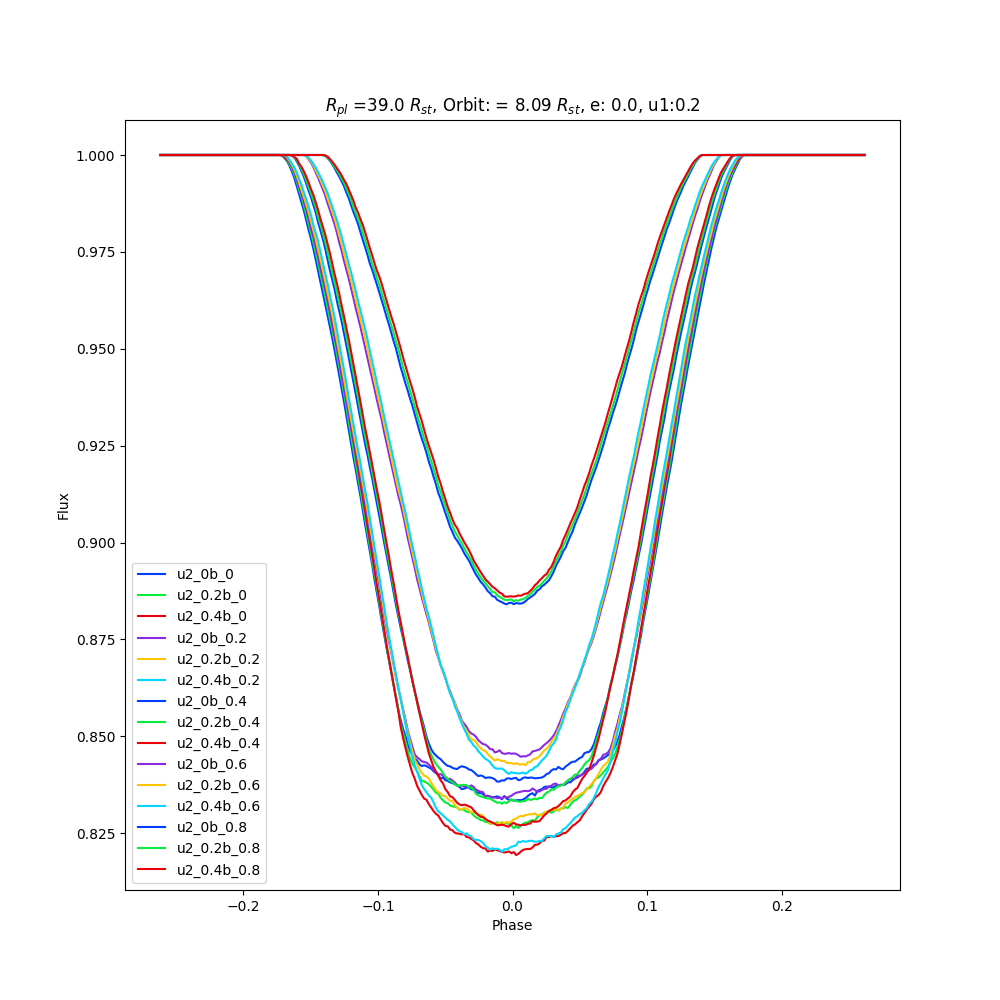 R_pl =39.0 R_st, Orbit: = 8.09 R_st, e: 0.0, u1:0.2
1.000
0.975
0.950
0.925
0.900
0.875
0.850
0.825
Flux
u2_0b_0
u2_0.2b_0
u2_0.4b_0
u2_0b_0.2
u2_0.2b_0.2
u2_0.4b_0.2
u2_0b_0.4
u2_0.2b_0.4
u2_0.4b_0.4
u2_0b_0.6
u2_0.2b_0.6
u2_0.4b_0.6
u2_0b_0.8
u2_0.2b_0.8
u2_0.4b_0.8
−0.2 −0.1 0.0 0.1 0.2
Phase